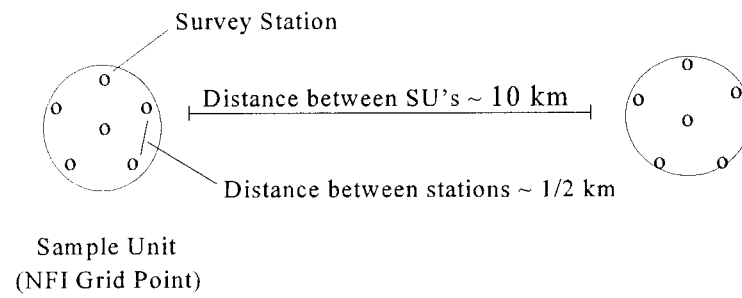 Survey Station
Distance between SU's ~ 10 km
Distance between stations ~ 1/2 km
Sample Unit
(NFI Grid Point)